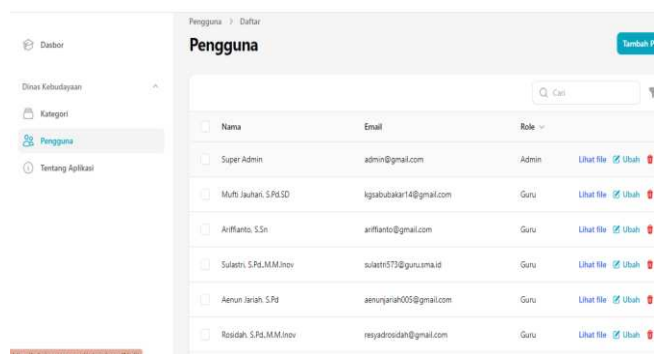 Pengguna > Daftar
Dasbor
Pengguna
Tambah P
Dinas Kebudayaan
Cari
Kategori
Pengguna
Tentang Aplikasi
Nama Email Role
Super Admin admin@gmail.com Admin Lihat file Ubah
Mufti Jauhari, S.Pd.SD kgsabubakar14@gmail.com Guru Lihat file Ubah
Ariffianto, S.Sn ariffianto@gmail.com Guru Lihat file Ubah
Sulastri, S.Pd.,M.M.Inov sulastri573@guru.sma.id Guru Lihat file Ubah
Aenun Jariah, S.Pd aenunjariah005@gmail.com Guru Lihat file Ubah
Rosidah, S.Pd.,M.M.Inov resyadrosidah@gmail.com Guru Lihat file Ubah